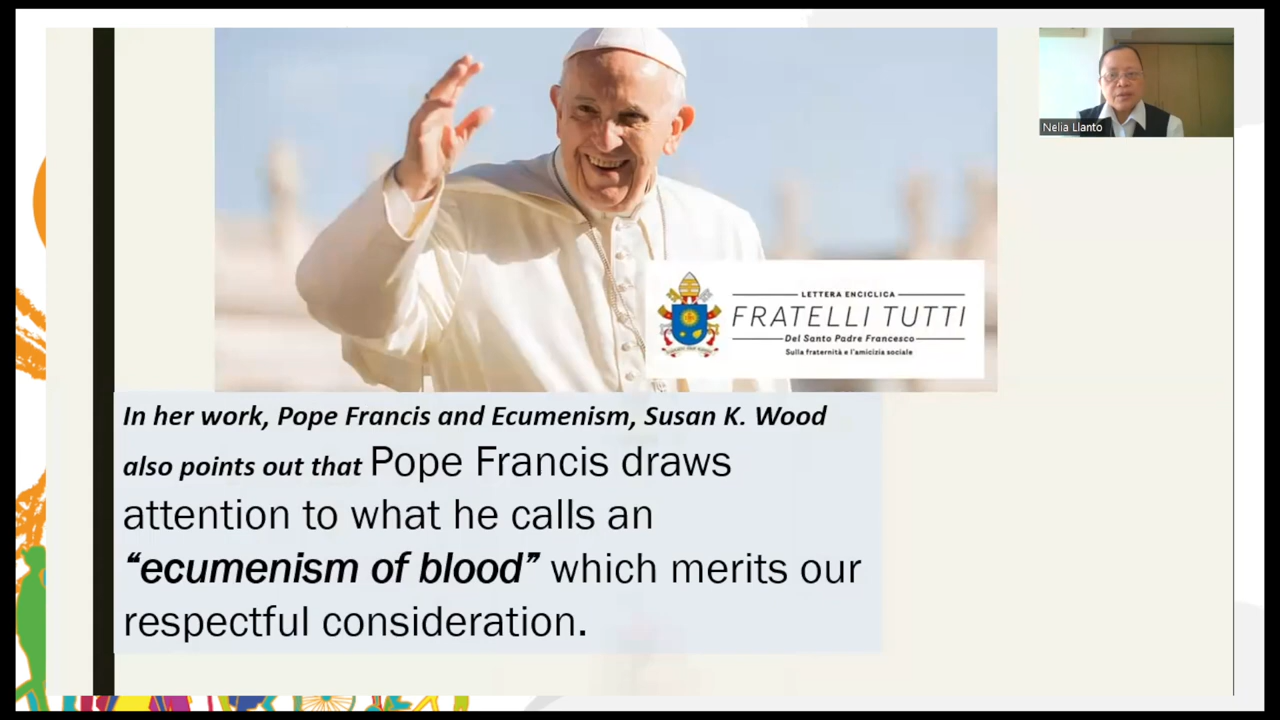 Nelia Llanto
LETTERA ENCICLICA
FRATELLI TUTTI
Del Santo Padre Francesco
Sulla fraternità e l'amicizia sociale
In her work, Pope Francis and Ecumenism, Susan K. Wood
also points out that Pope Francis draws
attention to what he calls an
“ecumenism of blood” which merits our
respectful consideration.